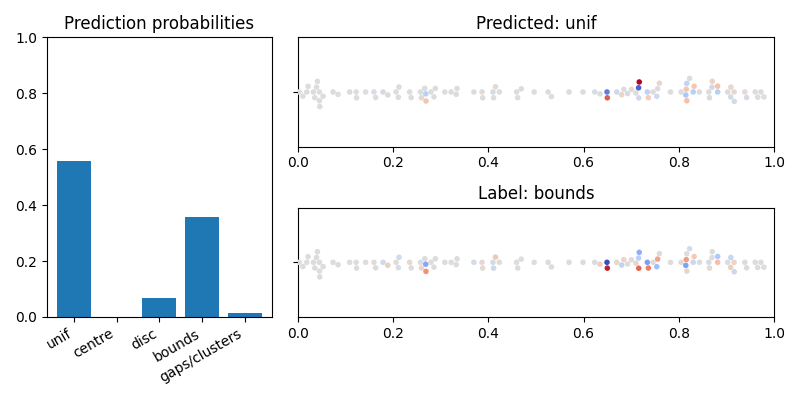 Prediction probabilities
1.0
0.8
0.6
0.4
0.2
0.0
unif
centre
disc
bounds
gaps/clusters
Predicted: unif
0.0 0.2 0.4 0.6 0.8 1.0
Label: bounds
0.0 0.2 0.4 0.6 0.8 1.0